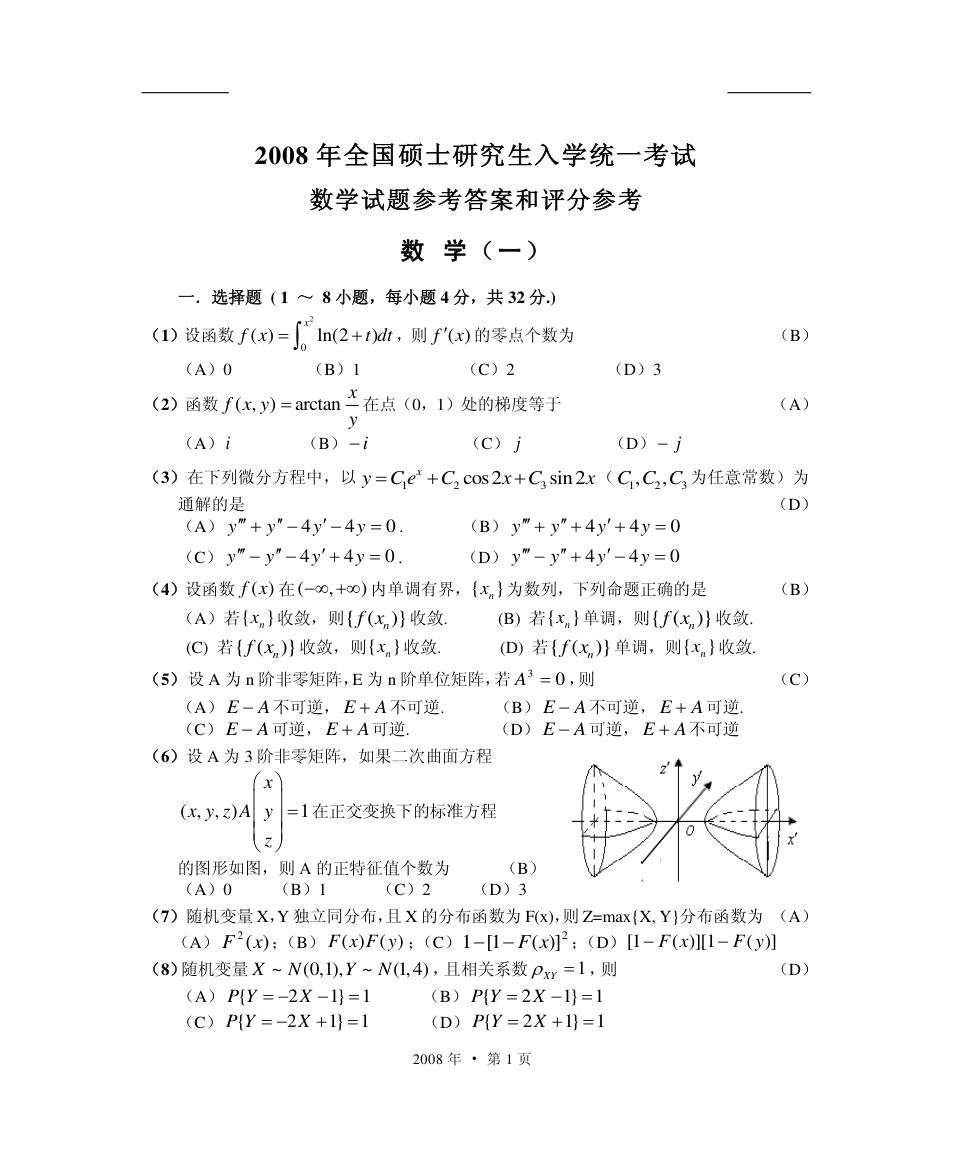 2008 年全国硕士研究生入学统一考试
数学试题参考答案和评分参考
数 学（一）
一．选择题 ( 1 ～ 8 小题，每小题 4 分，共 32 分.)
（1）设函数 f(x) = ∫₀^{x²} ln(2+t)dt，则 f′(x) 的零点个数为 （B）
（A）0 （B）1 （C）2 （D）3
（2）函数 f(x, y) = arctan x/y 在点（0，1）处的梯度等于 （A）
（A）i （B）−i （C）j （D）− j
（3）在下列微分方程中，以 y = C₁eˣ + C₂ cos 2x + C₃ sin 2x（C₁, C₂, C₃ 为任意常数）为
通解的是 （D）
（A）y‴ + y″ − 4y′ − 4y = 0 . （B）y‴ + y″ + 4y′ + 4y = 0
（C）y‴ − y″ − 4y′ + 4y = 0 . （D）y‴ − y″ + 4y′ − 4y = 0
（4）设函数 f(x) 在 (−∞, +∞) 内单调有界，{xₙ} 为数列，下列命题正确的是 （B）
（A）若{xₙ}收敛，则{f(xₙ)}收敛. (B) 若{xₙ}单调，则{f(xₙ)}收敛.
(C) 若{f(xₙ)}收敛，则{xₙ}收敛. (D) 若{f(xₙ)}单调，则{xₙ}收敛.
（5）设 A 为 n 阶非零矩阵，E 为 n 阶单位矩阵，若 A³ = 0，则 （C）
（A）E − A 不可逆，E + A 不可逆. （B）E − A 不可逆，E + A 可逆.
（C）E − A 可逆，E + A 可逆. （D）E − A 可逆，E + A 不可逆
（6）设 A 为 3 阶非零矩阵，如果二次曲面方程
(x, y, z)A(x y z) = 1 在正交变换下的标准方程
z′ y′ O x′
的图形如图，则 A 的正特征值个数为 （B）
（A）0 （B）1 （C）2 （D）3
（7）随机变量 X，Y 独立同分布，且 X 的分布函数为 F(x)，则 Z=max{X, Y}分布函数为 （A）
（A）F²(x)；（B）F(x)F(y)；（C）1−[1−F(x)]²；（D）[1−F(x)][1−F(y)]
（8）随机变量 X ~ N(0,1), Y ~ N(1, 4)，且相关系数 ρ_{XY} = 1，则 （D）
（A）P{Y = −2X −1} = 1 （B）P{Y = 2X −1} = 1
（C）P{Y = −2X +1} = 1 （D）P{Y = 2X +1} = 1
2008 年 • 第 1 页